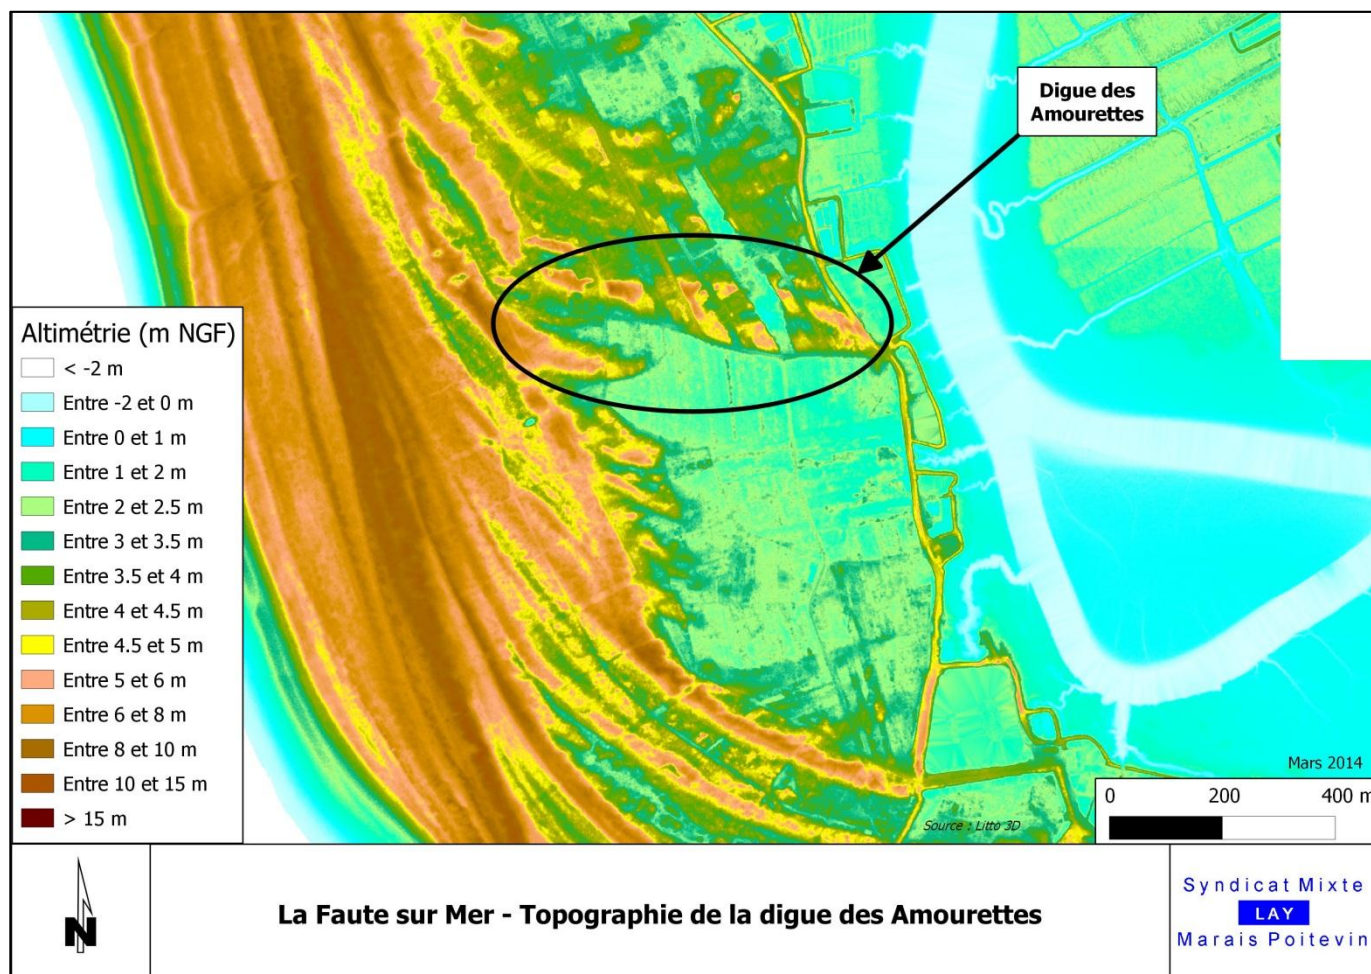 Digue des
Amourettes
Altimétrie (m NGF)
< -2 m
Entre -2 et 0 m
Entre 0 et 1 m
Entre 1 et 2 m
Entre 2 et 2.5 m
Entre 3 et 3.5 m
Entre 3.5 et 4 m
Entre 4 et 4.5 m
Entre 4.5 et 5 m
Entre 5 et 6 m
Entre 6 et 8 m
Entre 8 et 10 m
Entre 10 et 15 m
> 15 m
Mars 2014
0 200 400 m
Source : Litto 3D
N
La Faute sur Mer - Topographie de la digue des Amourettes
Syndicat Mixte
LAY
Marais Poitevin